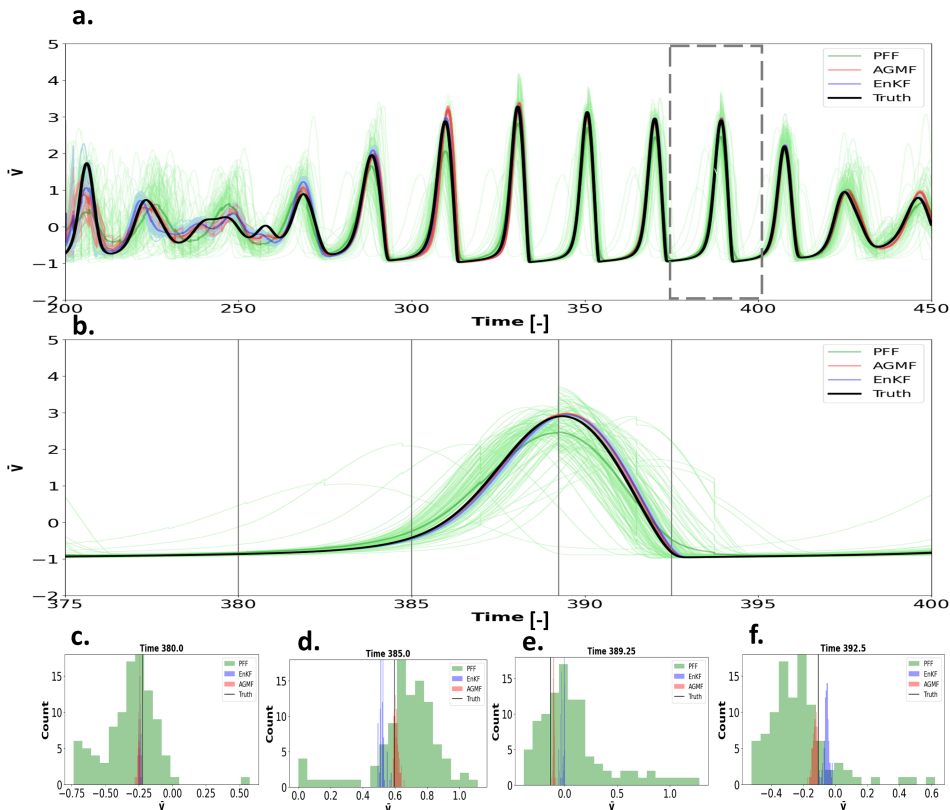 a.
5
4
3
2
1
0
−1
−2
Ṽ
PFF
AGMF
EnKF
Truth
200 250 300 350 400 450
Time [-]
b.
5
4
3
2
1
0
−1
−2
Ṽ
PFF
AGMF
EnKF
Truth
375 380 385 390 395 400
Time [-]
c.
Time 380.0
Count
15
10
5
0
PFF
EnKF
AGMF
Truth
−0.75 −0.25 0.00 0.50
ṽ
d.
Time 385.0
Count
15
10
5
0
PFF
EnKF
AGMF
Truth
0.0 0.2 0.4 0.6 0.8 1.0
ṽ
e.
Time 389.25
Count
15
10
5
0
PFF
EnKF
AGMF
Truth
0.0 0.5 1.0
ṽ
f.
Time 392.5
Count
15
10
5
0
PFF
EnKF
AGMF
Truth
−0.4 −0.2 0.0 0.2 0.4 0.6
ṽ